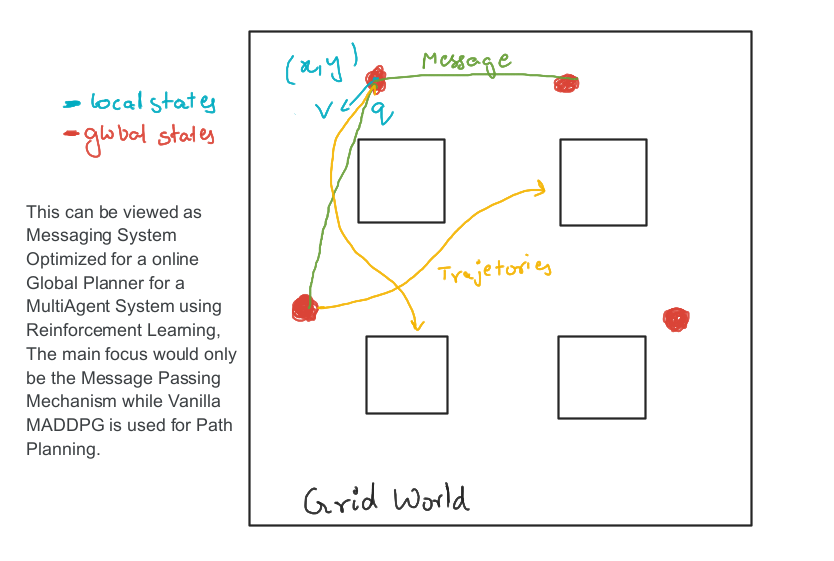 (x,y)
Message
v
q
- local states
- global states
This can be viewed as
Messaging System
Optimized for a online
Global Planner for a
MultiAgent System using
Reinforcement Learning,
The main focus would only
be the Message Passing
Mechanism while Vanilla
MADDPG is used for Path
Planning.
Trajetories
Grid World